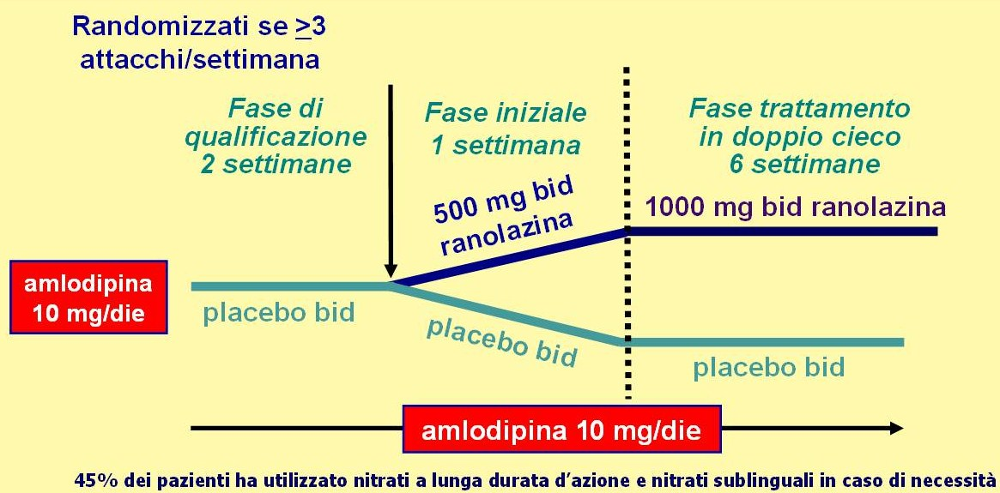 Randomizzati se ≥3
attacchi/settimana
Fase di
qualificazione
2 settimane
Fase iniziale
1 settimana
Fase trattamento
in doppio cieco
6 settimane
500 mg bid
ranolazina
1000 mg bid ranolazina
amlodipina
10 mg/die
placebo bid
placebo bid
placebo bid
amlodipina 10 mg/die
45% dei pazienti ha utilizzato nitrati a lunga durata d’azione e nitrati sublinguali in caso di necessità